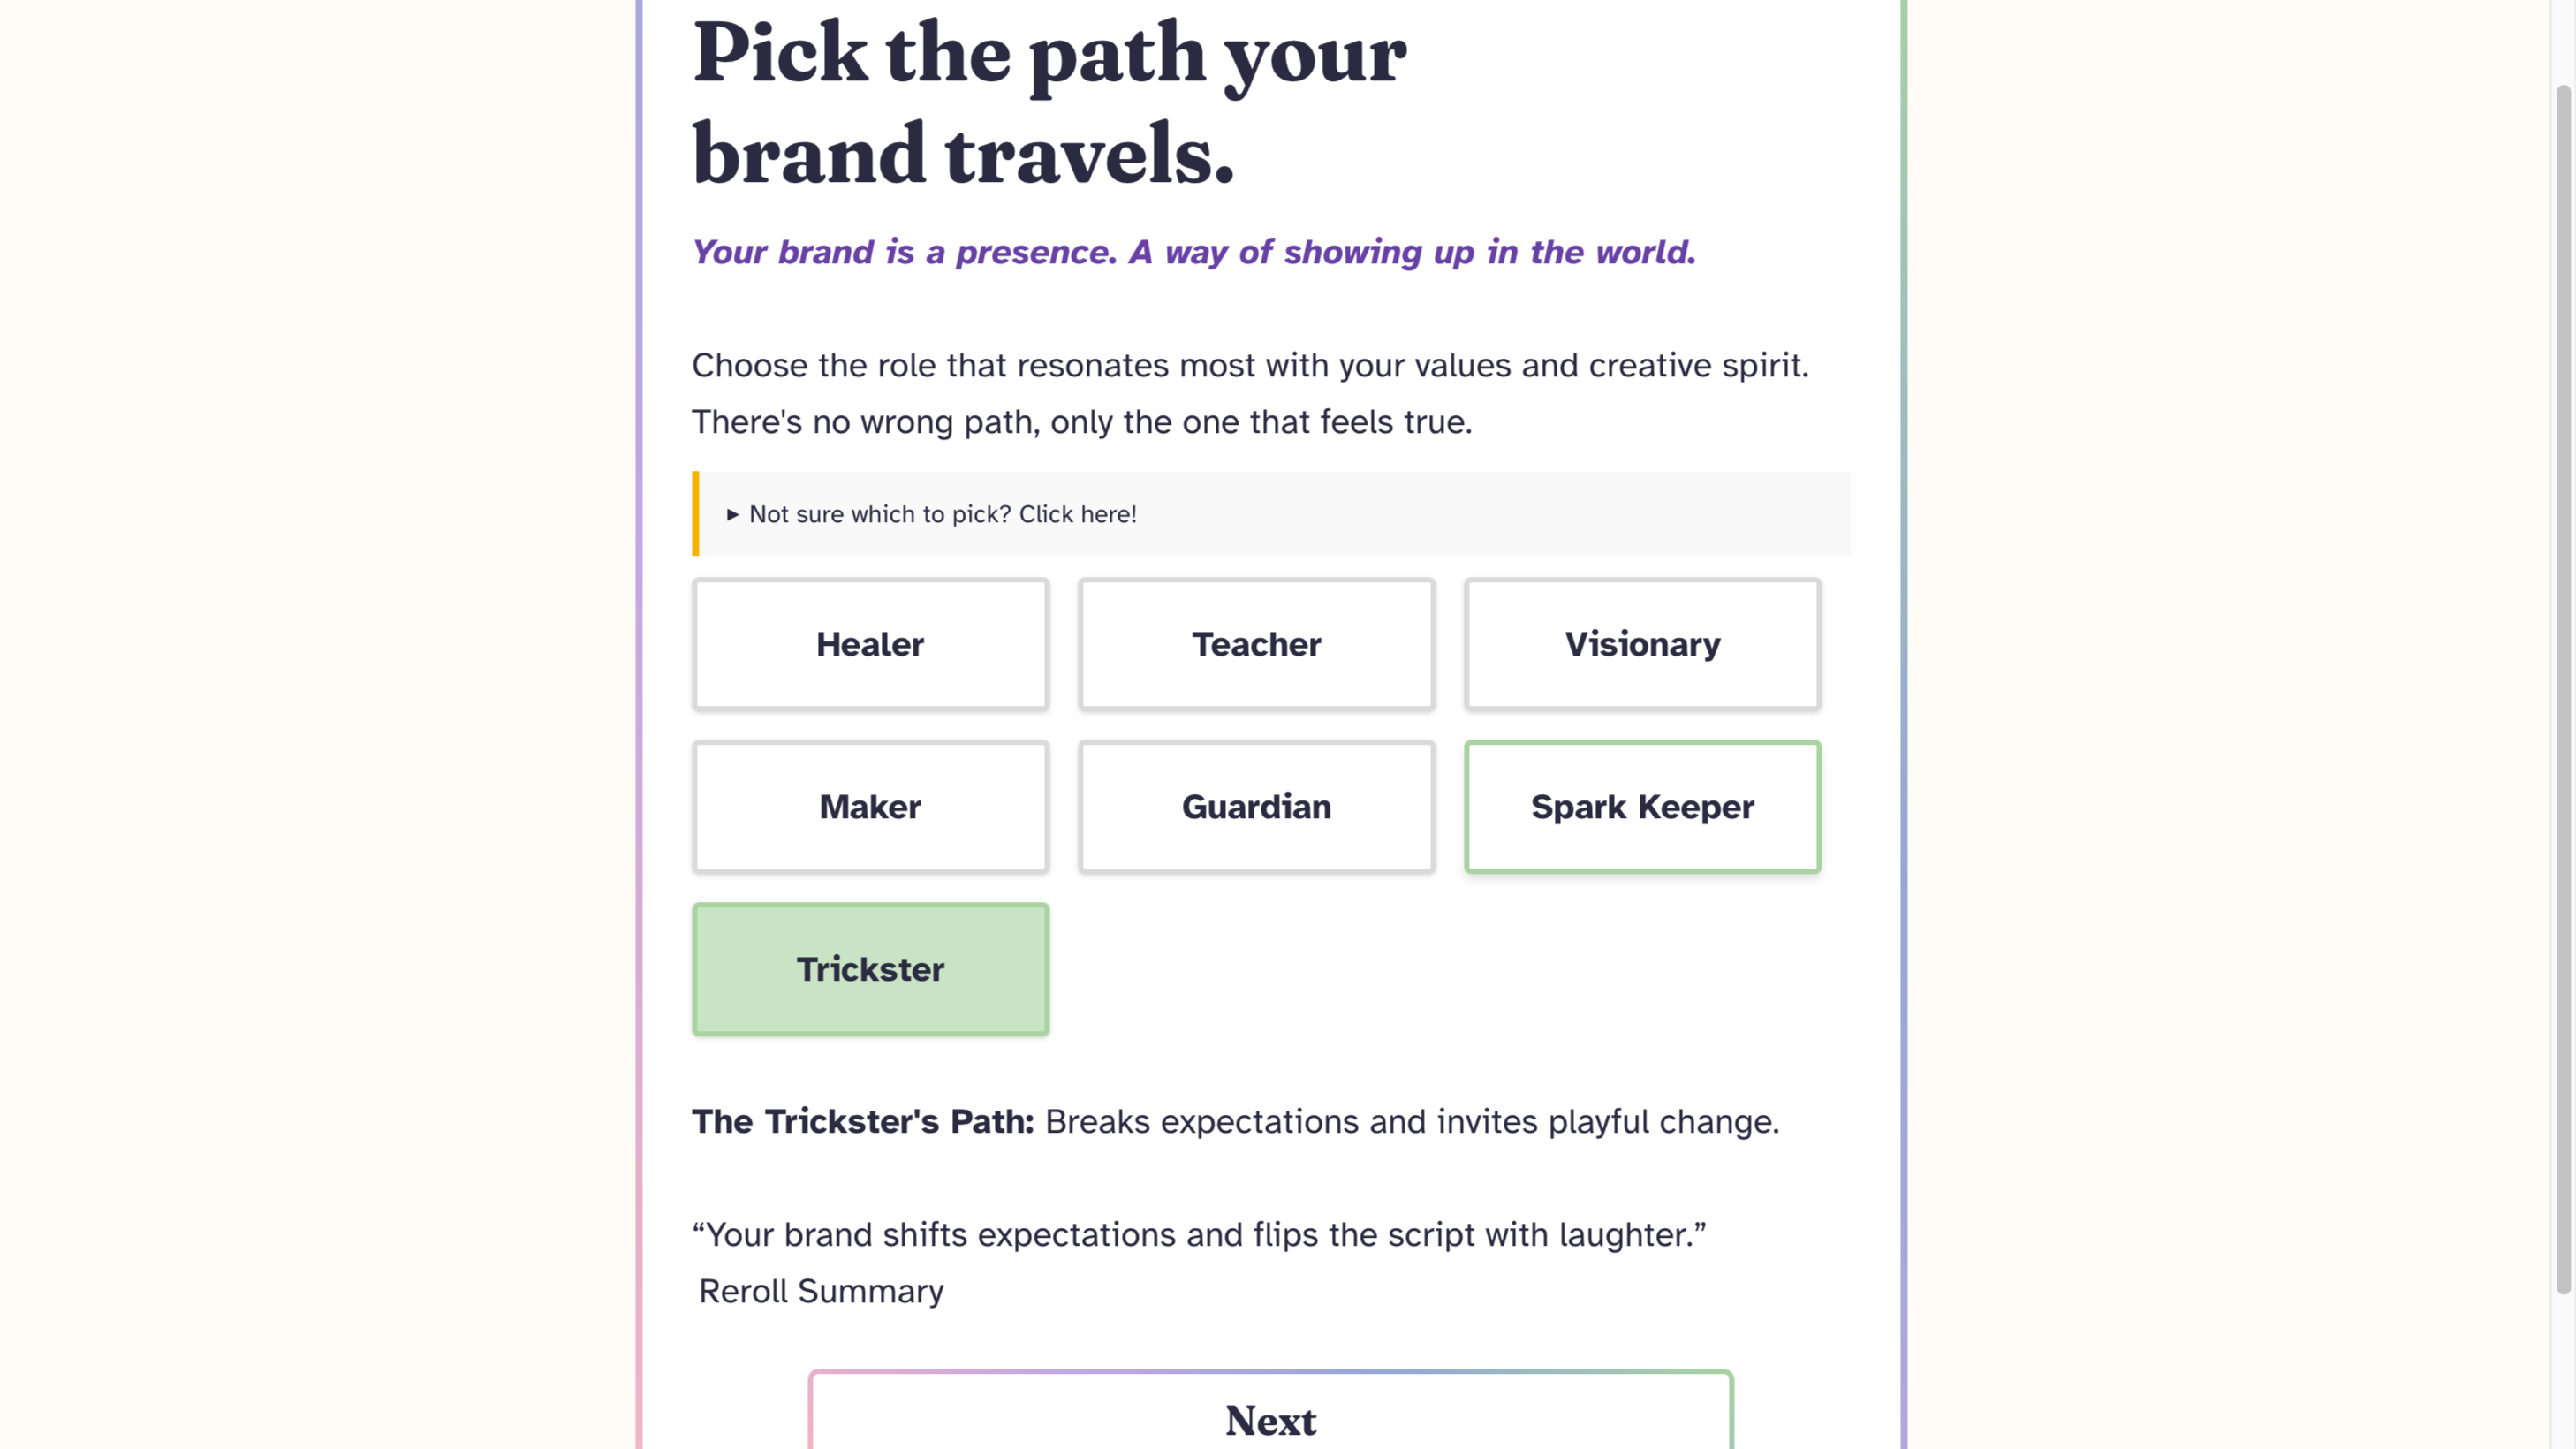 Pick the path your
brand travels.
Your brand is a presence. A way of showing up in the world.
Choose the role that resonates most with your values and creative spirit.
There's no wrong path, only the one that feels true.
▸ Not sure which to pick? Click here!
Healer
Teacher
Visionary
Maker
Guardian
Spark Keeper
Trickster
The Trickster's Path: Breaks expectations and invites playful change.
“Your brand shifts expectations and flips the script with laughter.”
Reroll Summary
Next